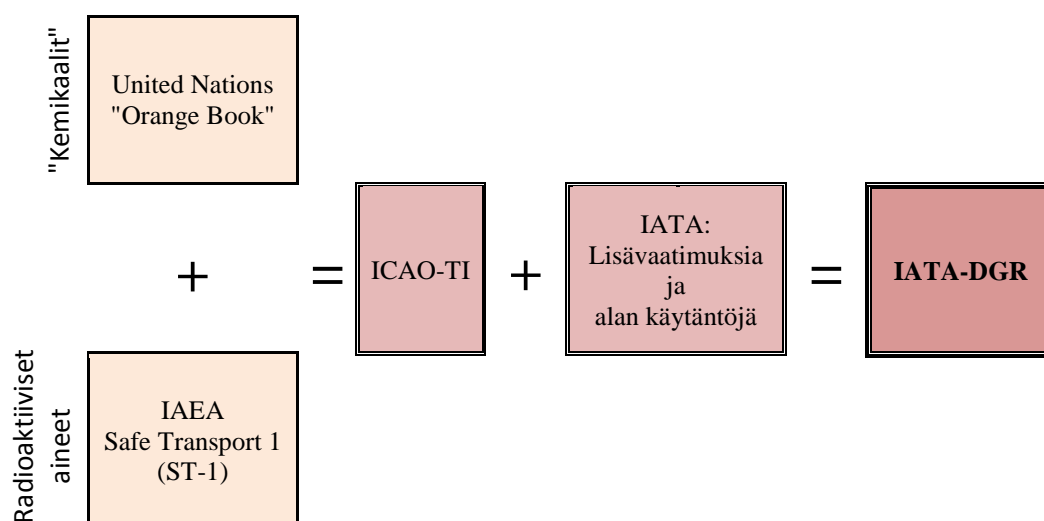 "Kemikaalit"
United Nations
"Orange Book"
+
Radioaktiiviset
aineet
IAEA
Safe Transport 1
(ST-1)
=
ICAO-TI
+
IATA:
Lisävaatimuksia
ja
alan käytäntöjä
=
IATA-DGR